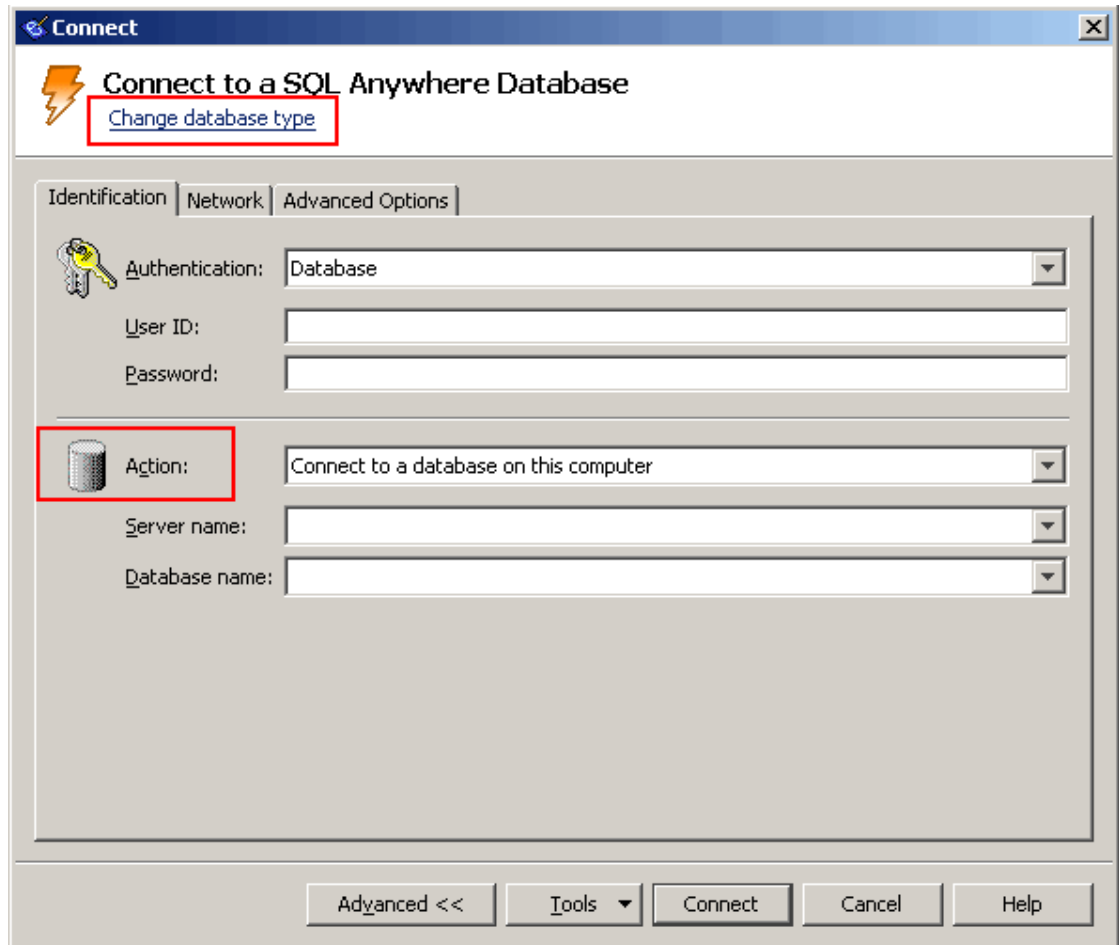 Connect
Connect to a SQL Anywhere Database
Change database type
Identification Network Advanced Options
Authentication: Database
User ID:
Password:
Action: Connect to a database on this computer
Server name:
Database name:
Advanced << Tools Connect Cancel Help